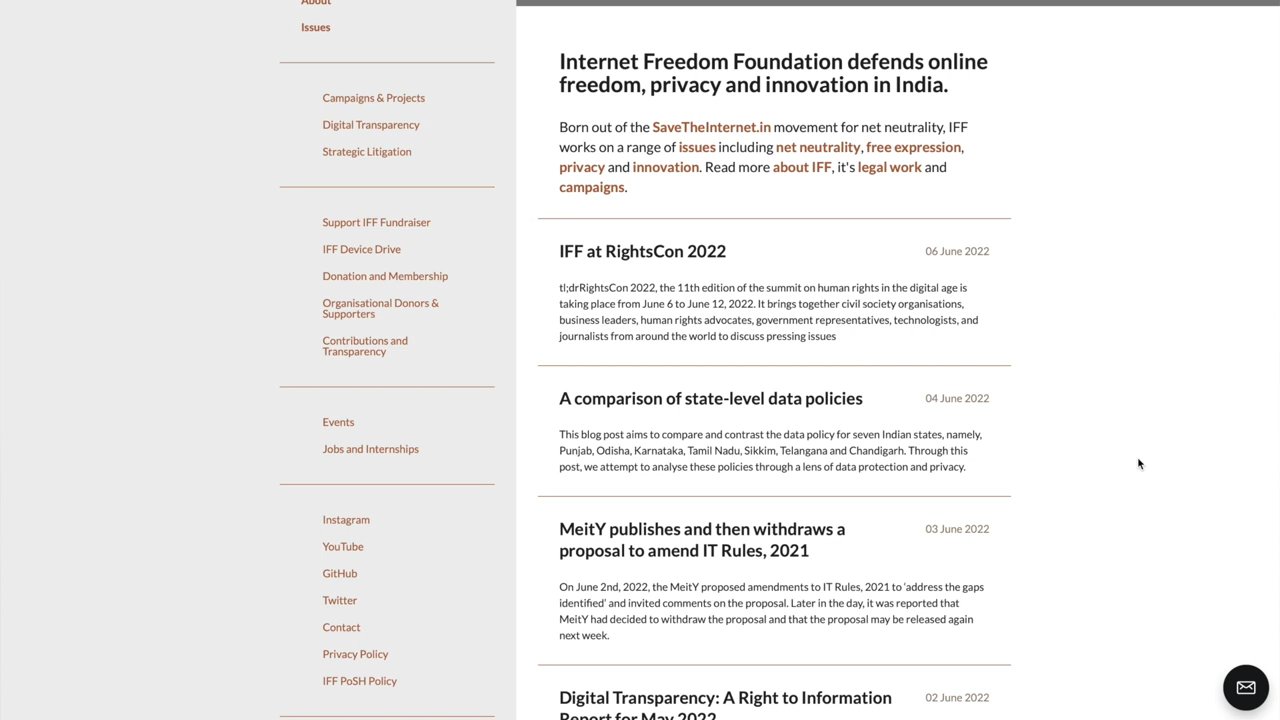 About
Issues
Campaigns & Projects
Digital Transparency
Strategic Litigation
Support IFF Fundraiser
IFF Device Drive
Donation and Membership
Organisational Donors &
Supporters
Contributions and
Transparency
Events
Jobs and Internships
Instagram
YouTube
GitHub
Twitter
Contact
Privacy Policy
IFF PoSH Policy
Internet Freedom Foundation defends online
freedom, privacy and innovation in India.
Born out of the SaveTheInternet.in movement for net neutrality, IFF
works on a range of issues including net neutrality, free expression,
privacy and innovation. Read more about IFF, it's legal work and
campaigns.
IFF at RightsCon 2022
06 June 2022
tl;drRightsCon 2022, the 11th edition of the summit on human rights in the digital age is
taking place from June 6 to June 12, 2022. It brings together civil society organisations,
business leaders, human rights advocates, government representatives, technologists, and
journalists from around the world to discuss pressing issues
A comparison of state-level data policies
04 June 2022
This blog post aims to compare and contrast the data policy for seven Indian states, namely,
Punjab, Odisha, Karnataka, Tamil Nadu, Sikkim, Telangana and Chandigarh. Through this
post, we attempt to analyse these policies through a lens of data protection and privacy.
MeitY publishes and then withdraws a
proposal to amend IT Rules, 2021
03 June 2022
On June 2nd, 2022, the MeitY proposed amendments to IT Rules, 2021 to ‘address the gaps
identified’ and invited comments on the proposal. Later in the day, it was reported that
MeitY had decided to withdraw the proposal and that the proposal may be released again
next week.
Digital Transparency: A Right to Information
Report for May 2022
02 June 2022